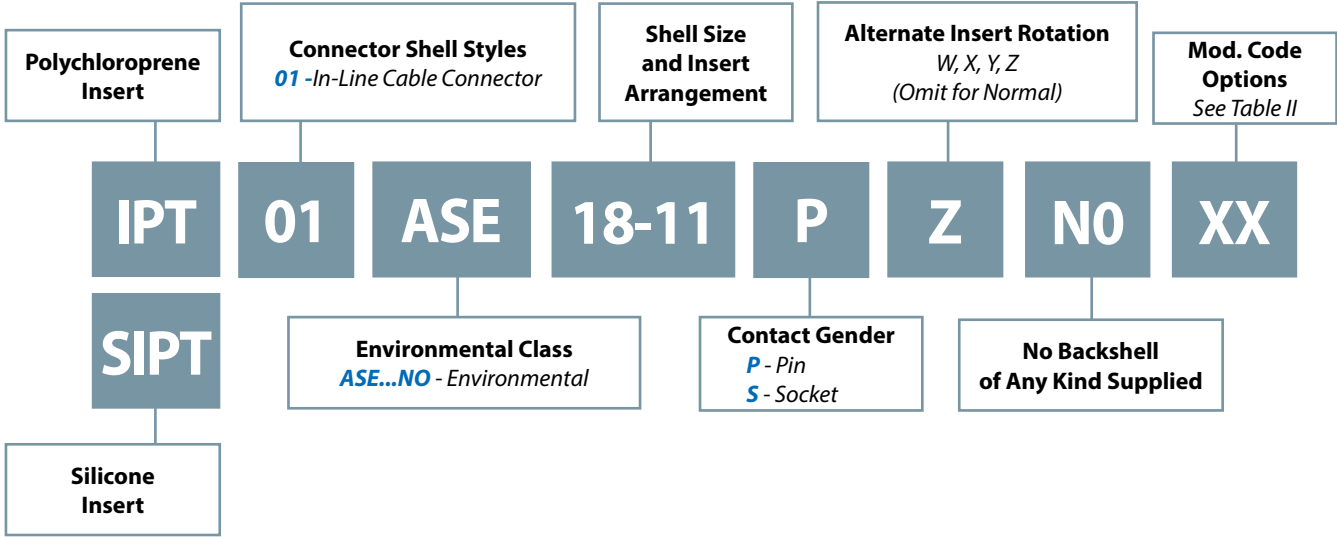 Polychloroprene
Insert
Connector Shell Styles
01 -In-Line Cable Connector
Shell Size
and Insert
Arrangement
Alternate Insert Rotation
W, X, Y, Z
(Omit for Normal)
Mod. Code
Options
See Table II
IPT 01 ASE 18-11 P Z N0 XX
SIPT
Environmental Class
ASE...NO - Environmental
Contact Gender
P - Pin
S - Socket
No Backshell
of Any Kind Supplied
Silicone
Insert